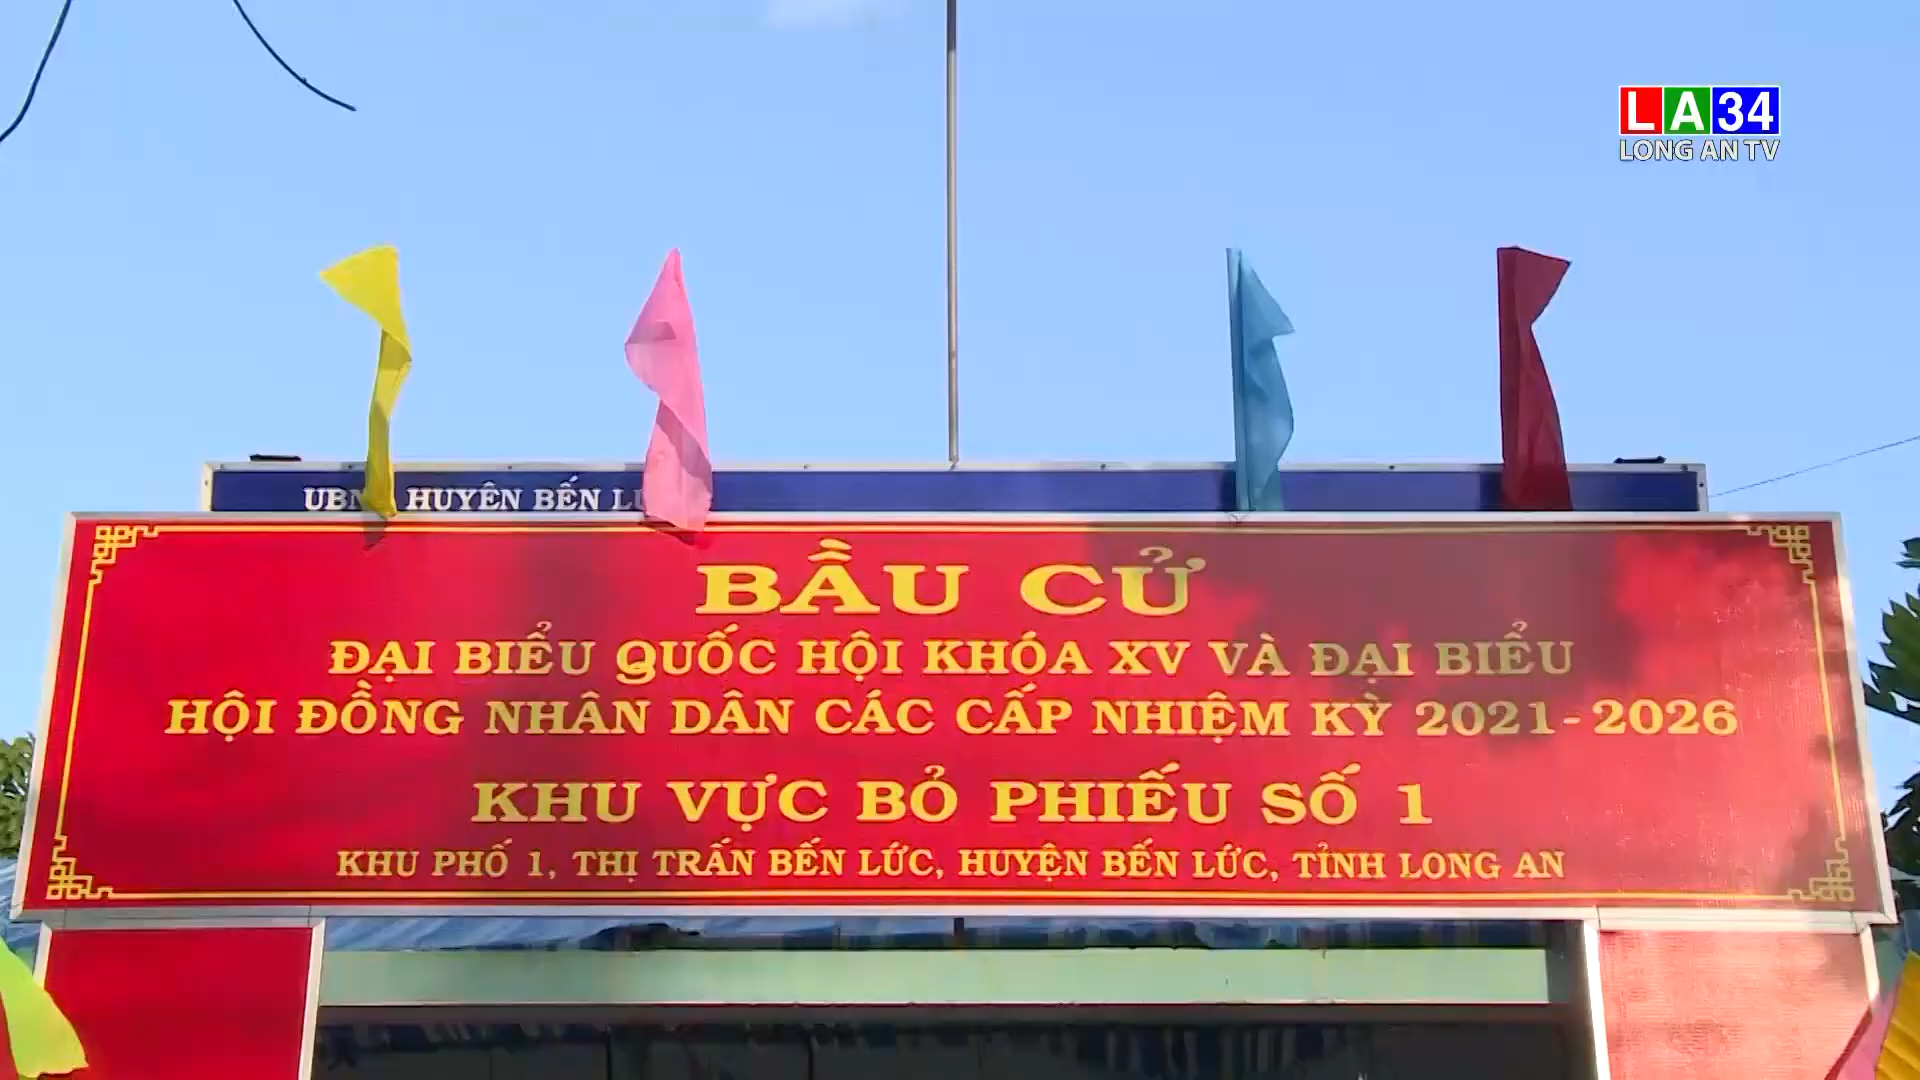 LA34
LONG AN TV
HUYỆN BẾN
BẦU CỬ
ĐẠI BIỂU QUỐC HỘI KHÓA XV VÀ ĐẠI BIỂU
HỘI ĐỒNG NHÂN DÂN CÁC CẤP NHIỆM KỲ 2021-2026
KHU VỰC BỎ PHIẾU SỐ 1
KHU PHỐ 1, THỊ TRẤN BẾN LỨC, HUYỆN BẾN LỨC, TỈNH LONG AN